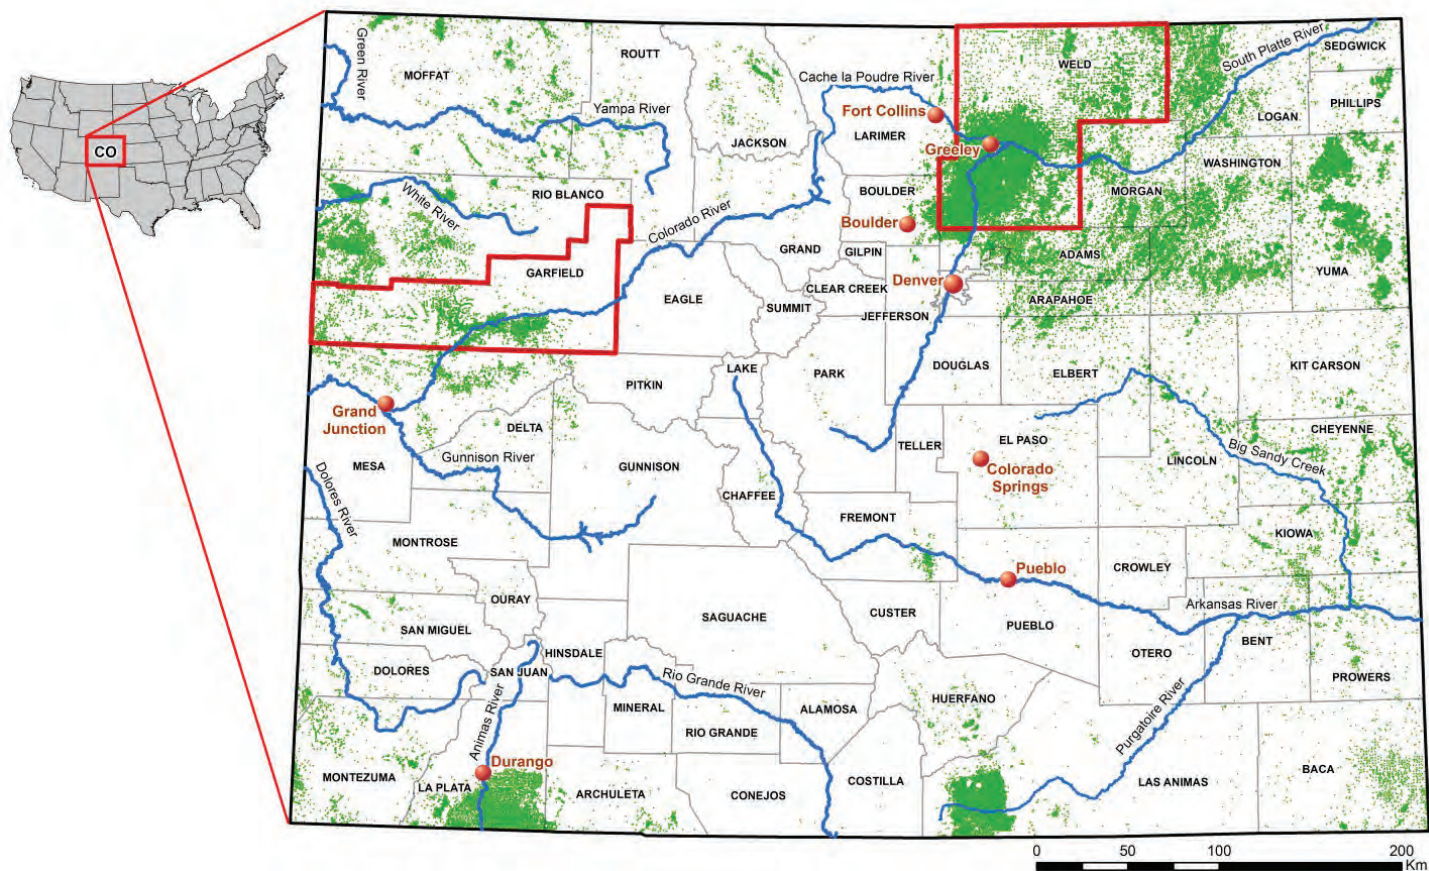 CO
Green River
MOFFAT
ROUTT
Yampa River
JACKSON
Cache la Poudre River
Fort Collins
LARIMER
WELD
South Platte River
SEDGWICK
PHILLIPS
LOGAN
Greeley
WASHINGTON
MORGAN
White River
RIO BLANCO
Colorado River
BOULDER
Boulder
GRAND
GILPIN
ADAMS
YUMA
GARFIELD
EAGLE
CLEAR CREEK
Denver
SUMMIT
JEFFERSON
ARAPAHOE
LAKE
PARK
DOUGLAS
ELBERT
KIT CARSON
PITKIN
Grand
Junction
DELTA
MESA
Gunnison River
GUNNISON
TELLER
EL PASO
Colorado
Springs
CHEYENNE
LINCOLN
Big Sandy Creek
Dolores River
CHAFFEE
FREMONT
MONTROSE
KIOWA
Pueblo
CROWLEY
OURAY
SAGUACHE
CUSTER
PUEBLO
Arkansas River
SAN MIGUEL
BENT
OTERO
HINSDALE
DOLORES
SAN JUAN
Rio Grande River
PROWERS
MINERAL
ALAMOSA
HUERFANO
Animas River
RIO GRANDE
Purgatoire River
Durango
MONTEZUMA
LA PLATA
ARCHULETA
CONEJOS
COSTILLA
LAS ANIMAS
BACA
0 50 100 200
Km